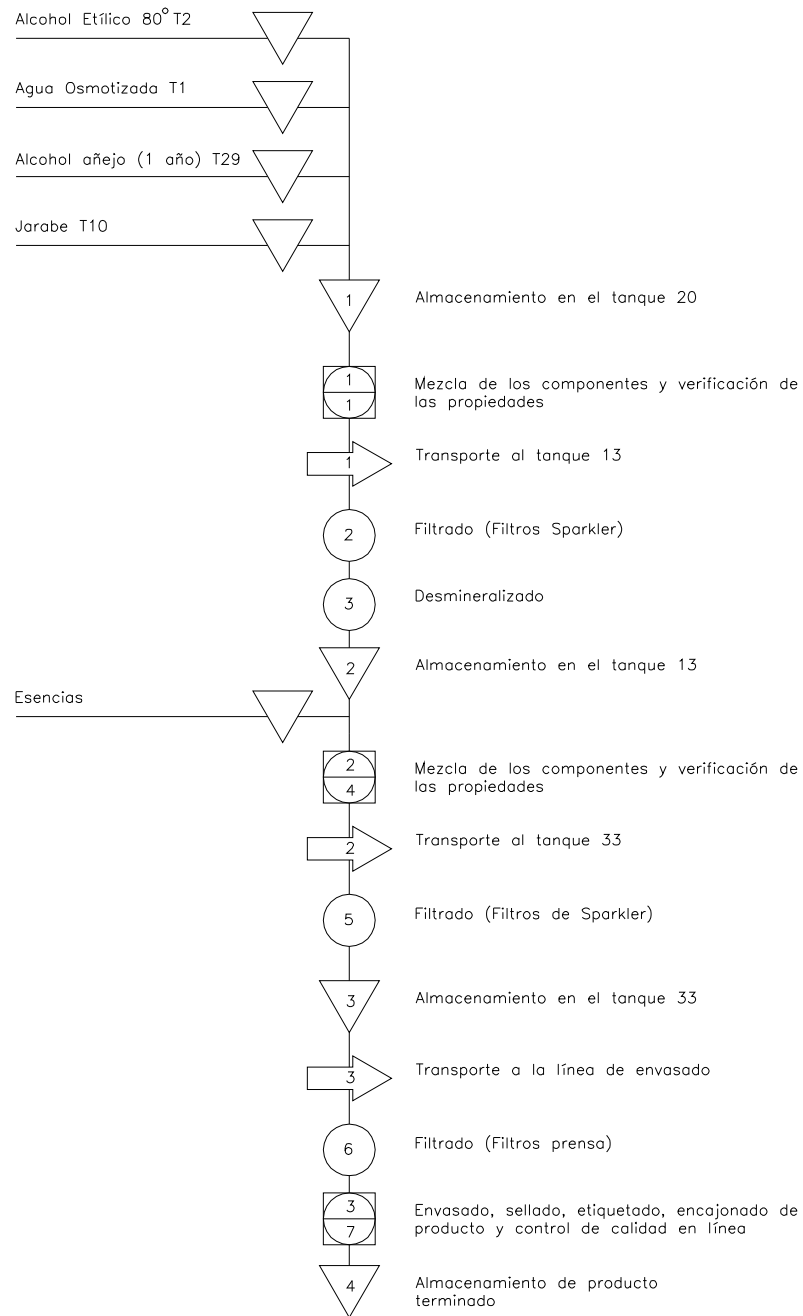 Alcohol Etílico 80° T2
Agua Osmotizada T1
Alcohol añejo (1 año) T29
Jarabe T10
1
Almacenamiento en el tanque 20
1
1
Mezcla de los componentes y verificación de
las propiedades
1
Transporte al tanque 13
2
Filtrado (Filtros Sparkler)
3
Desmineralizado
2
Almacenamiento en el tanque 13
Esencias
2
4
Mezcla de los componentes y verificación de
las propiedades
2
Transporte al tanque 33
5
Filtrado (Filtros de Sparkler)
3
Almacenamiento en el tanque 33
3
Transporte a la línea de envasado
6
Filtrado (Filtros prensa)
3
7
Envasado, sellado, etiquetado, encajonado de
producto y control de calidad en línea
4
Almacenamiento de producto
terminado